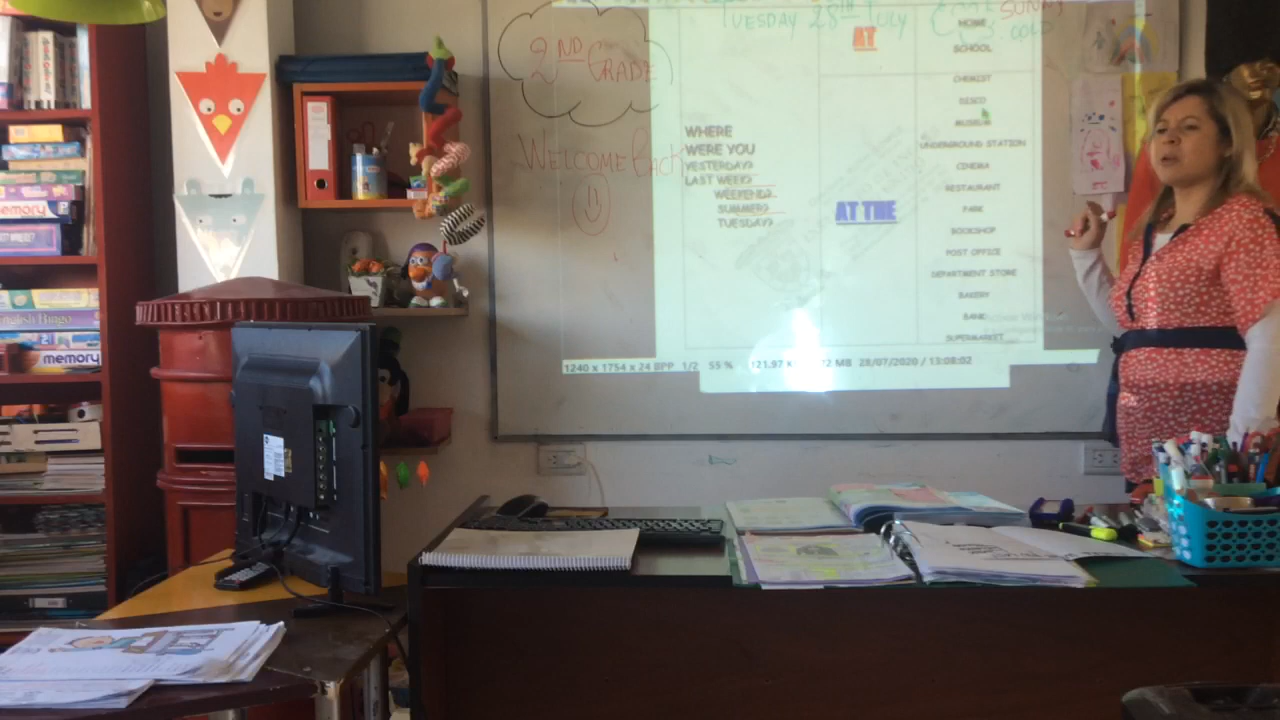 TUESDAY 28TH JULY
SUNNY
COLD
2ND GRADE
WELCOME BACK
WHERE
WERE YOU
YESTERDAY?
LAST WEEK?
WEEKEND?
SUMMER?
TUESDAY?
AT
HOME
SCHOOL
AT THE
CHEMIST
DISCO
MUSEUM
UNDERGROUND STATION
CINEMA
RESTAURANT
PARK
BOOKSHOP
POST OFFICE
DEPARTMENT STORE
BAKERY
BANK
SUPERMARKET
1240 x 1754 x 24 BPP 1/2 55 % 28/07/2020 / 13:08:02
memory
English Bingo
memory